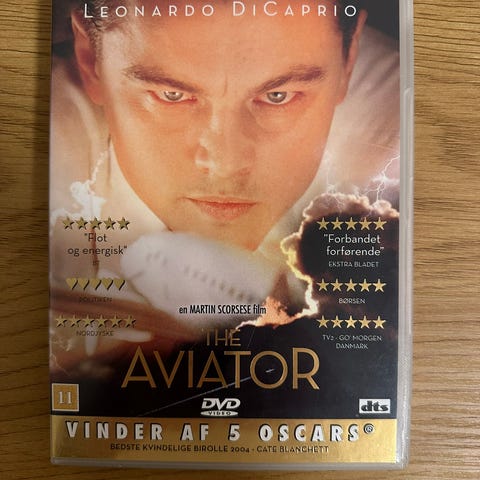 LEONARDO DICAPRIO
"Flot
og energisk"
BT
POLITIKEN
NORDJYSKE
"Forbandet
forførende"
EKSTRA BLADET
BØRSEN
TV2 - GO' MORGEN
DANMARK
en MARTIN SCORSESE film
THE
AVIATOR
11
DVD
VIDEO
dts
VINDER AF 5 OSCARS®
BEDSTE KVINDELIGE BIROLLE 2004 - CATE BLANCHETT